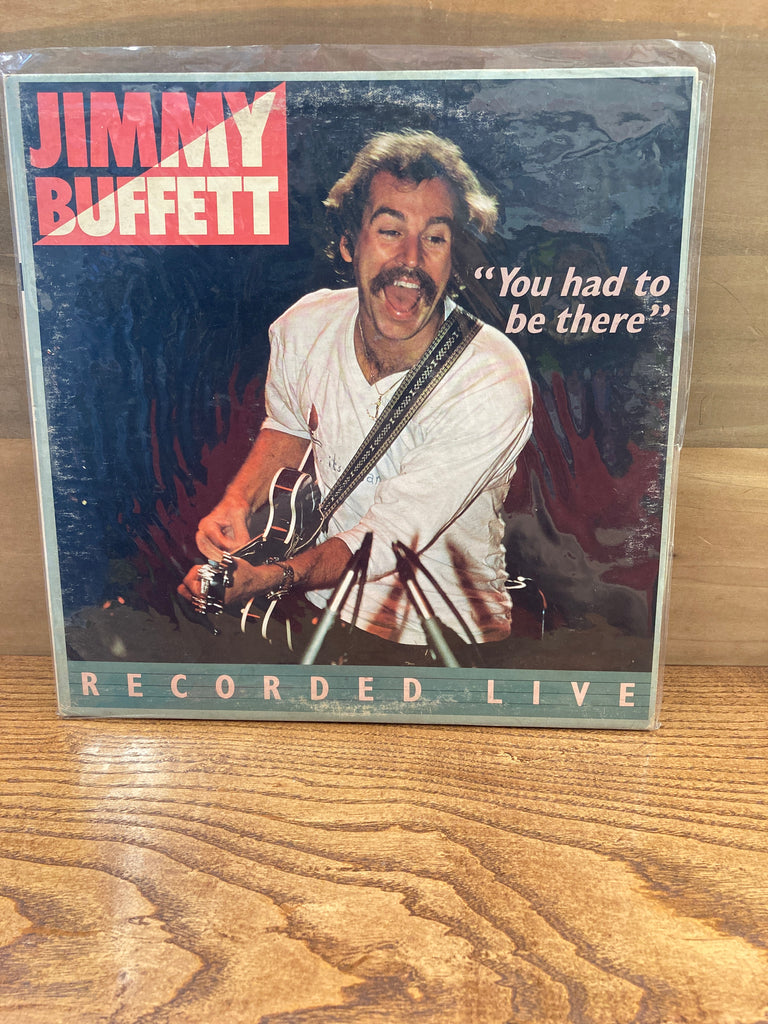 JIMMY
BUFFETT
“You had to
be there”
RECORDED LIVE